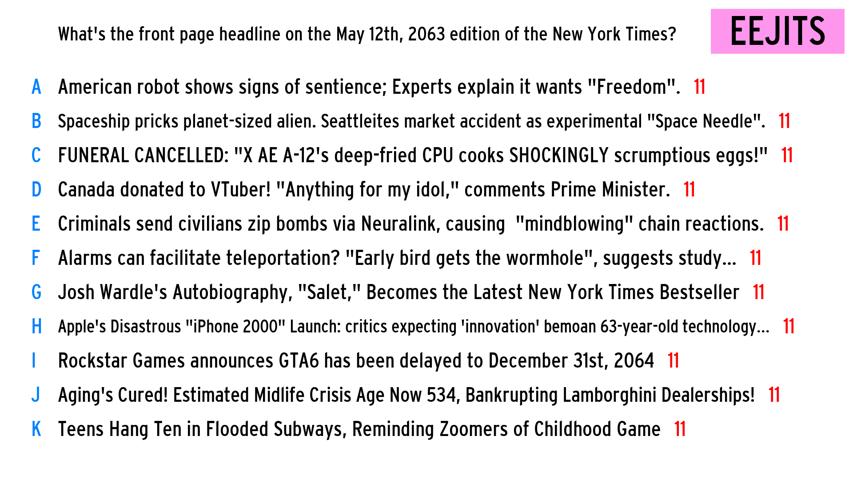 What's the front page headline on the May 12th, 2063 edition of the New York Times?
EEJITS
A American robot shows signs of sentience; Experts explain it wants "Freedom". 11
B Spaceship pricks planet-sized alien. Seattleites market accident as experimental "Space Needle". 11
C FUNERAL CANCELLED: "X AE A-12's deep-fried CPU cooks SHOCKINGLY scrumptious eggs!" 11
D Canada donated to VTuber! "Anything for my idol," comments Prime Minister. 11
E Criminals send civilians zip bombs via Neuralink, causing "mindblowing" chain reactions. 11
F Alarms can facilitate teleportation? "Early bird gets the wormhole", suggests study... 11
G Josh Wardle's Autobiography, "Salet," Becomes the Latest New York Times Bestseller 11
H Apple's Disastrous "iPhone 2000" Launch: critics expecting 'innovation' bemoan 63-year-old technology... 11
I Rockstar Games announces GTA6 has been delayed to December 31st, 2064 11
J Aging's Cured! Estimated Midlife Crisis Age Now 534, Bankrupting Lamborghini Dealerships! 11
K Teens Hang Ten in Flooded Subways, Reminding Zoomers of Childhood Game 11